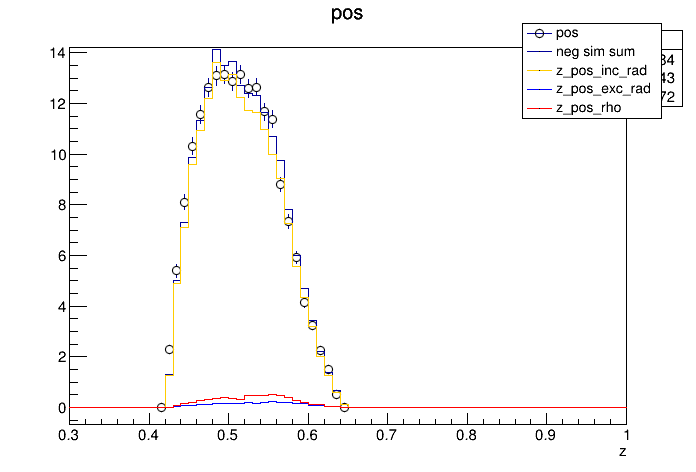 pos
pos
neg sim sum
z_pos_inc_rad
z_pos_exc_rad
z_pos_rho
34
43
72
14
12
10
8
6
4
2
0
0.3 0.4 0.5 0.6 0.7 0.8 0.9 1
z